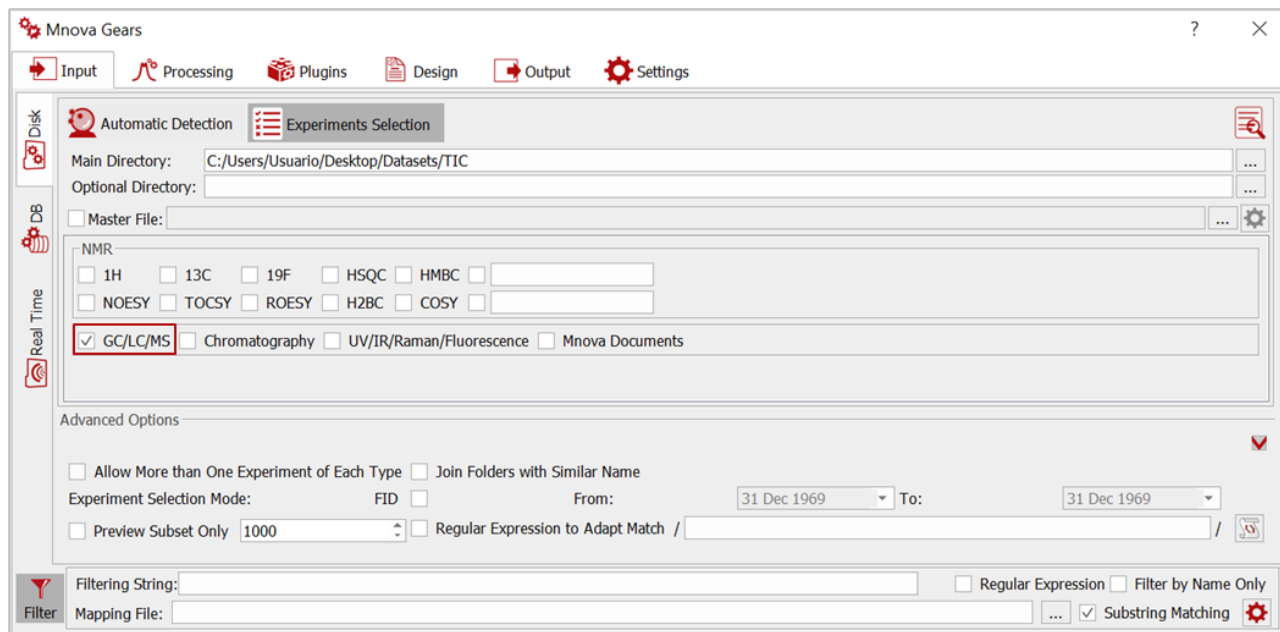 Mnova Gears ?
Input Processing Plugins Design Output Settings
Disk
DB
Real Time
Automatic Detection Experiments Selection
Main Directory: C:/Users/Usuario/Desktop/Datasets/TIC ...
Optional Directory: ...
Master File: ...
NMR
1H 13C 19F HSQC HMBC
NOESY TOCSY ROESY H2BC COSY
GC/LC/MS Chromatography UV/IR/Raman/Fluorescence Mnova Documents
Advanced Options
Allow More than One Experiment of Each Type Join Folders with Similar Name
Experiment Selection Mode: FID From: 31 Dec 1969 To: 31 Dec 1969
Preview Subset Only 1000 Regular Expression to Adapt Match / /
Filter
Filtering String: Regular Expression Filter by Name Only
Mapping File: ... Substring Matching